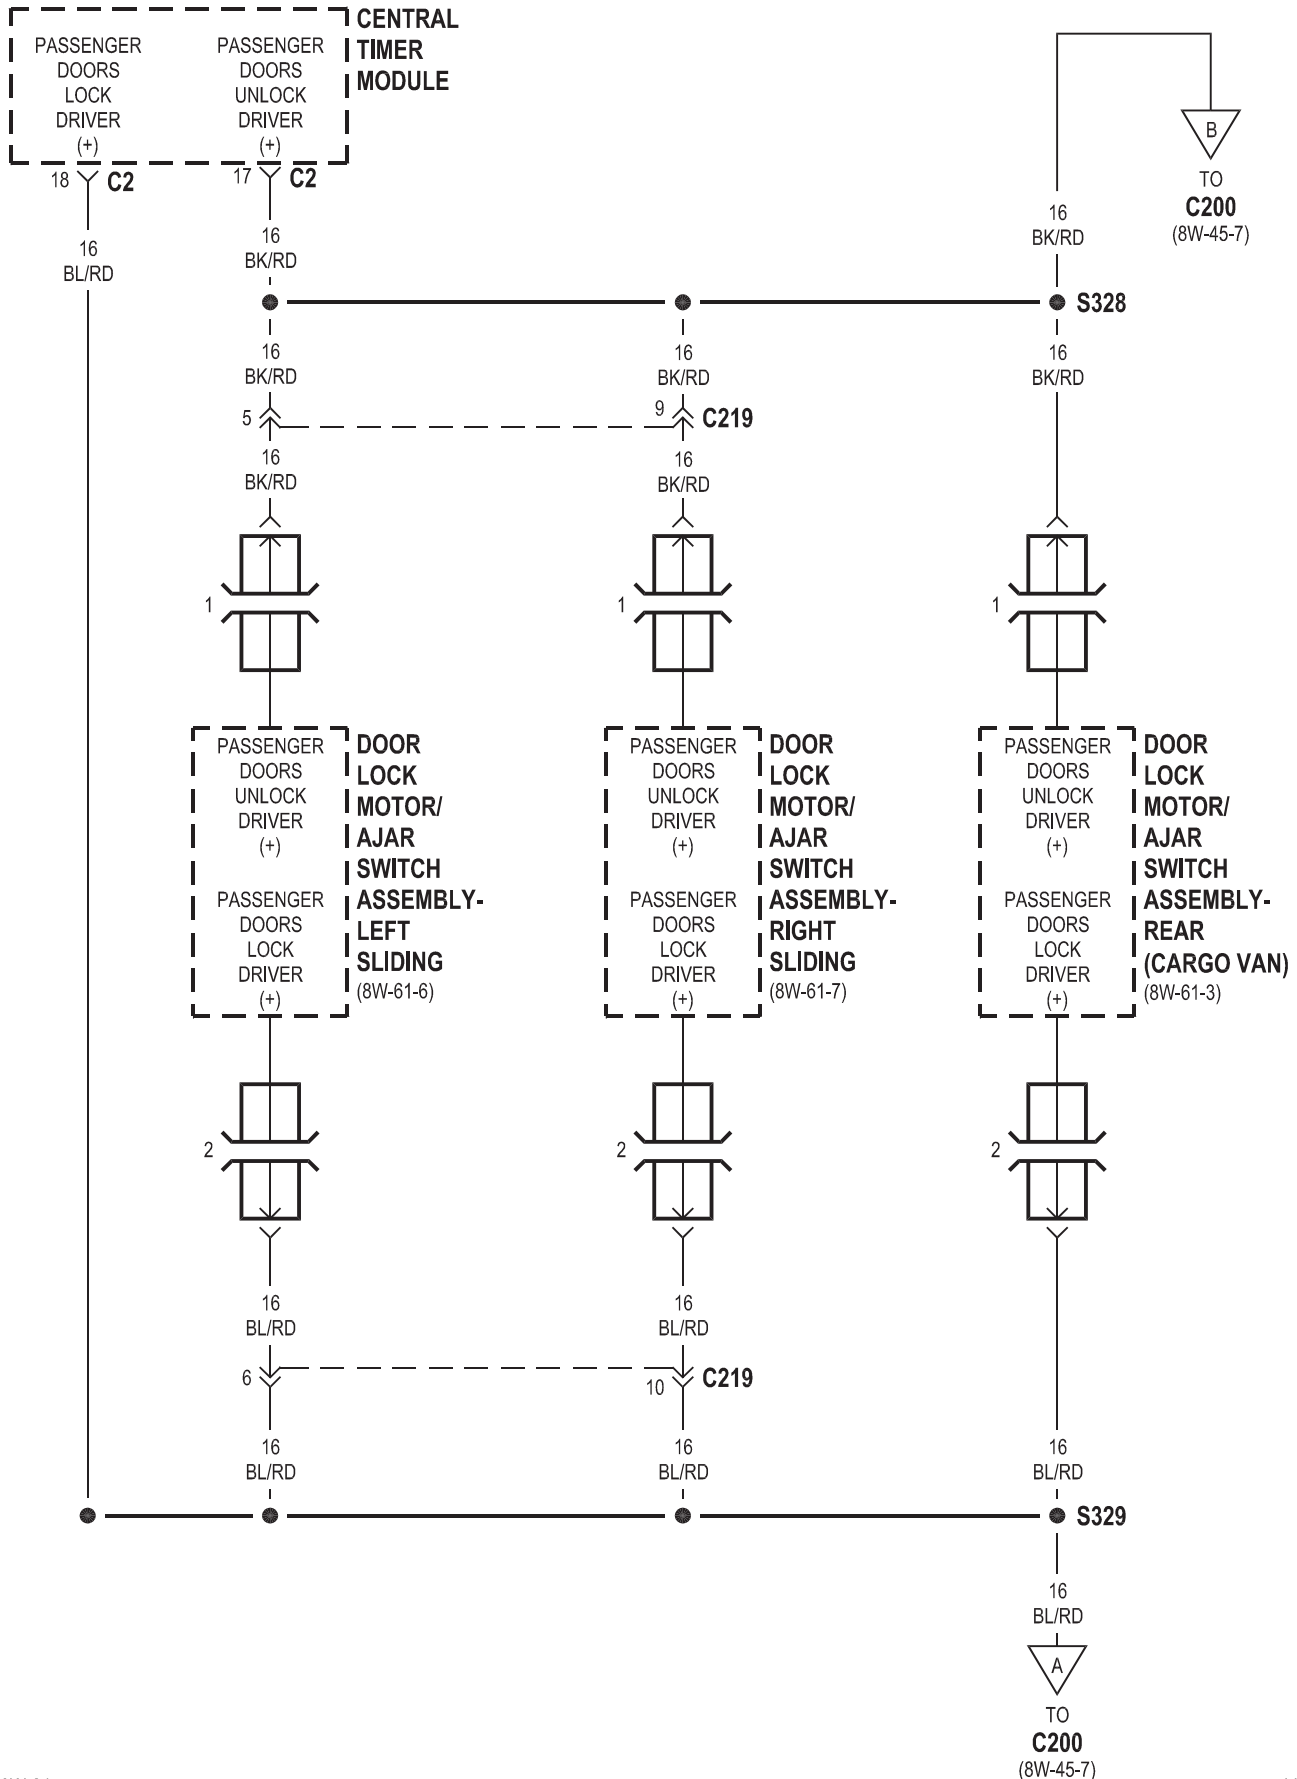 CENTRAL
TIMER
MODULE
PASSENGER
DOORS
LOCK
DRIVER
(+)
PASSENGER
DOORS
UNLOCK
DRIVER
(+)
18
C2
17
C2
16
BL/RD
16
BK/RD
16
BK/RD
B
TO
C200
(8W-45-7)
S328
16
BK/RD
16
BK/RD
16
BK/RD
5
9
C219
16
BK/RD
16
BK/RD
1
1
1
PASSENGER
DOORS
UNLOCK
DRIVER
(+)
PASSENGER
DOORS
LOCK
DRIVER
(+)
DOOR
LOCK
MOTOR/
AJAR
SWITCH
ASSEMBLY-
LEFT
SLIDING
(8W-61-6)
PASSENGER
DOORS
UNLOCK
DRIVER
(+)
PASSENGER
DOORS
LOCK
DRIVER
(+)
DOOR
LOCK
MOTOR/
AJAR
SWITCH
ASSEMBLY-
RIGHT
SLIDING
(8W-61-7)
PASSENGER
DOORS
UNLOCK
DRIVER
(+)
PASSENGER
DOORS
LOCK
DRIVER
(+)
DOOR
LOCK
MOTOR/
AJAR
SWITCH
ASSEMBLY-
REAR
(CARGO VAN)
(8W-61-3)
2
2
2
16
BL/RD
16
BL/RD
6
10
C219
16
BL/RD
16
BL/RD
16
BL/RD
S329
16
BL/RD
A
TO
C200
(8W-45-7)